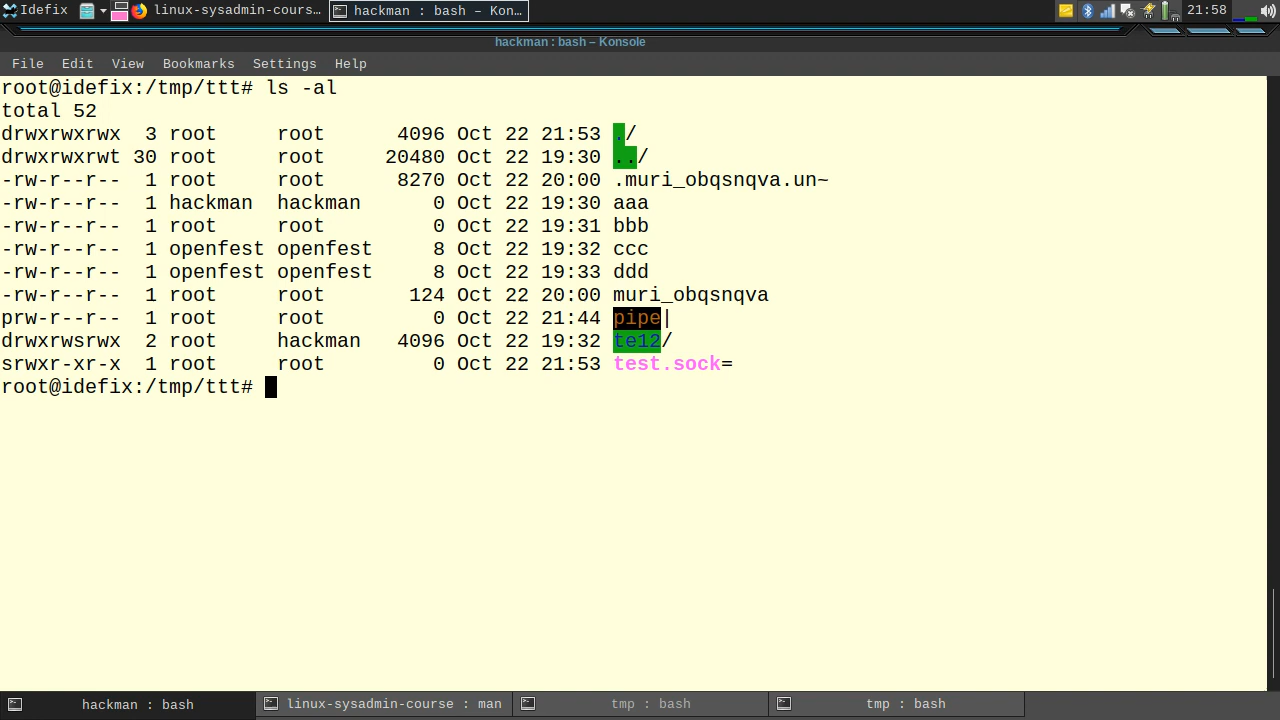 Idefix linux-sysadmin-cours… hackman : bash – Kon… 21:58
hackman : bash – Konsole
File Edit View Bookmarks Settings Help
root@idefix:/tmp/ttt# ls -al
total 52
drwxrwxrwx  3 root     root      4096 Oct 22 21:53 ./
drwxrwxrwt 30 root     root     20480 Oct 22 19:30 ../
-rw-r--r--  1 root     root      8270 Oct 22 20:00 .muri_obqsnqva.un~
-rw-r--r--  1 hackman  hackman      0 Oct 22 19:30 aaa
-rw-r--r--  1 root     root         0 Oct 22 19:31 bbb
-rw-r--r--  1 openfest openfest     8 Oct 22 19:32 ccc
-rw-r--r--  1 openfest openfest     8 Oct 22 19:33 ddd
-rw-r--r--  1 root     root       124 Oct 22 20:00 muri_obqsnqva
prw-r--r--  1 root     root         0 Oct 22 21:44 pipe|
drwxrwsrwx  2 root     hackman   4096 Oct 22 19:32 te12/
srwxr-xr-x  1 root     root         0 Oct 22 21:53 test.sock=
root@idefix:/tmp/ttt#
hackman : bash linux-sysadmin-course : man tmp : bash tmp : bash